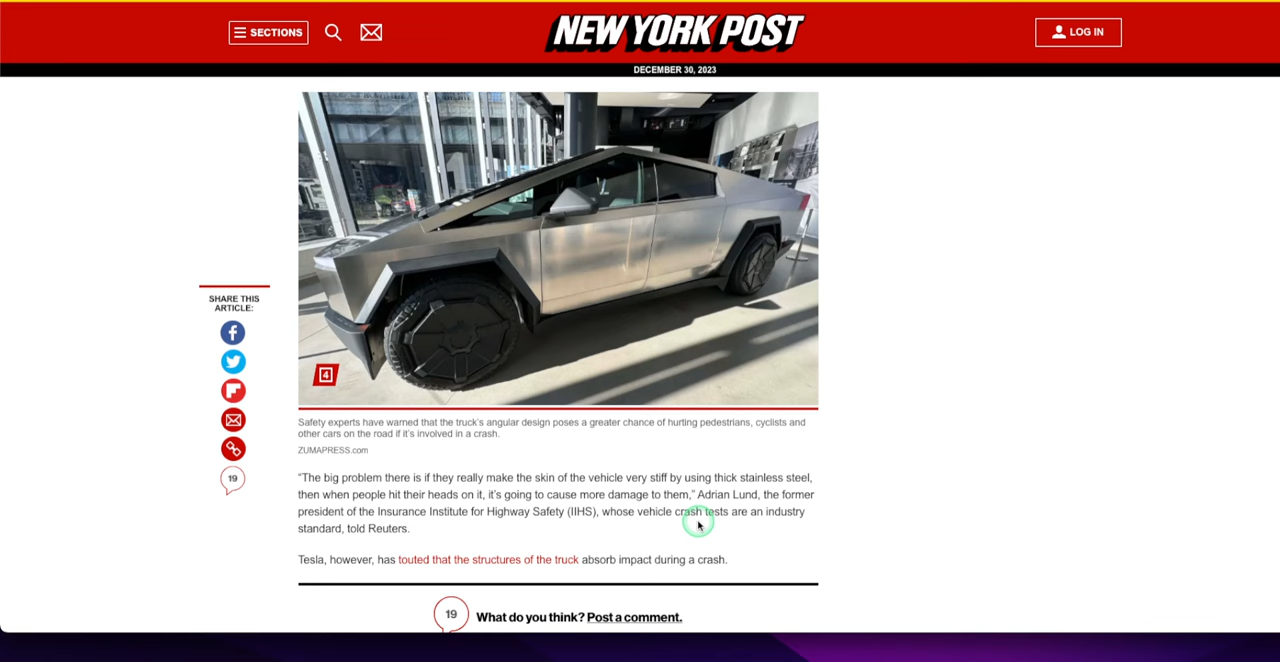 SECTIONS
NEW YORK POST
LOG IN
DECEMBER 30, 2023
SHARE THIS
ARTICLE:
19
4
Safety experts have warned that the truck's angular design poses a greater chance of hurting pedestrians, cyclists and
other cars on the road if it's involved in a crash.
ZUMAPRESS.com
"The big problem there is if they really make the skin of the vehicle very stiff by using thick stainless steel,
then when people hit their heads on it, it's going to cause more damage to them," Adrian Lund, the former
president of the Insurance Institute for Highway Safety (IIHS), whose vehicle crash tests are an industry
standard, told Reuters.
Tesla, however, has touted that the structures of the truck absorb impact during a crash.
19
What do you think? Post a comment.